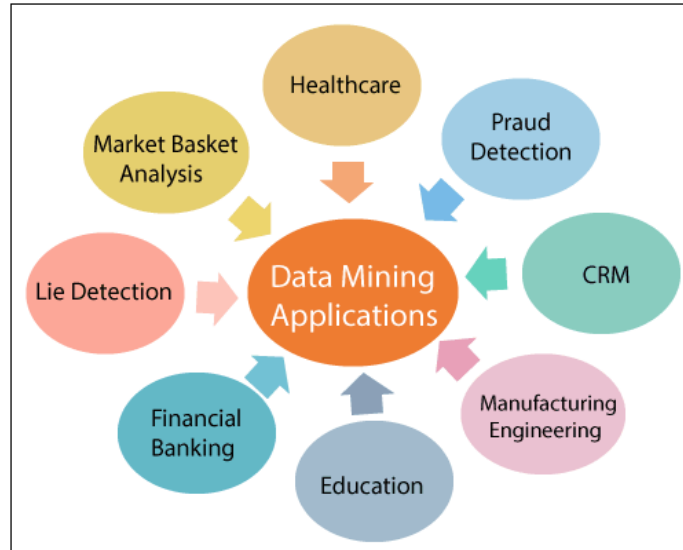 Healthcare
Praud
Detection
Market Basket
Analysis
Data Mining
Applications
CRM
Lie Detection
Manufacturing
Engineering
Financial
Banking
Education